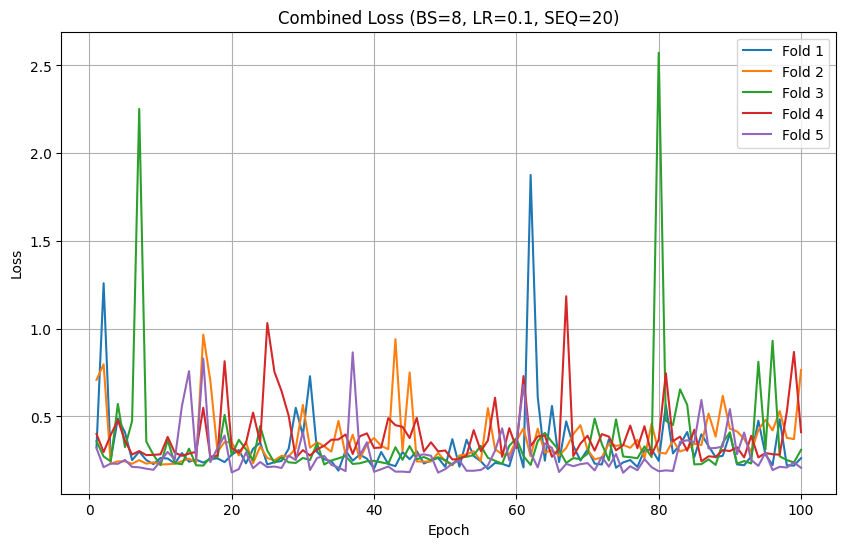 Combined Loss (BS=8, LR=0.1, SEQ=20)
Fold 1
Fold 2
Fold 3
Fold 4
Fold 5
Loss
2.5
2.0
1.5
1.0
0.5
0 20 40 60 80 100
Epoch